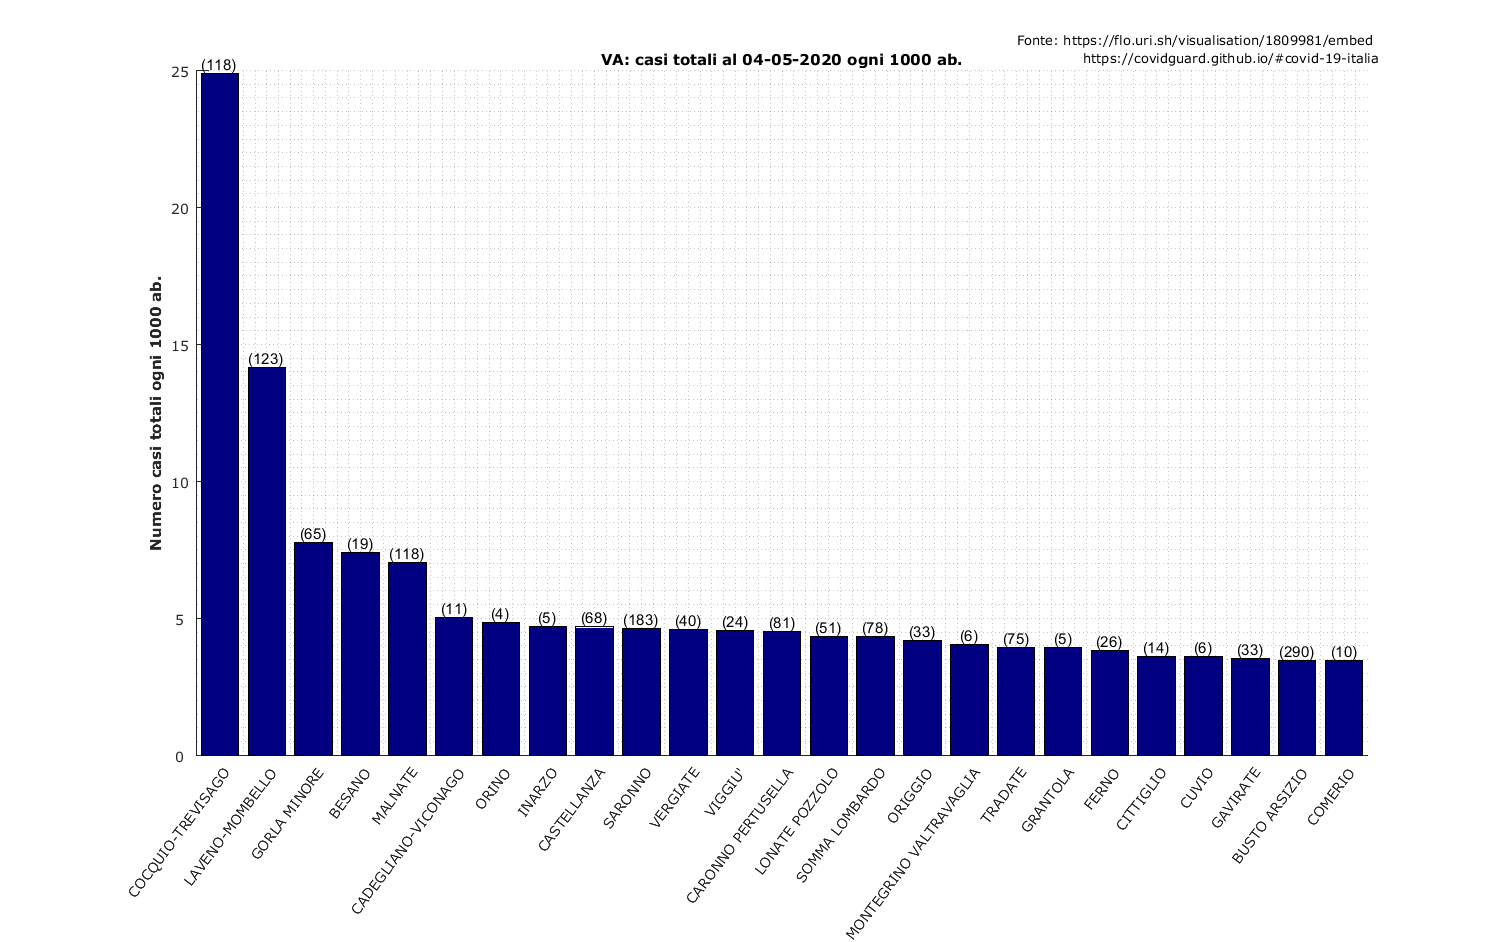 Fonte: https://flo.uri.sh/visualisation/1809981/embed
https://covidguard.github.io/#covid-19-italia
VA: casi totali al 04-05-2020 ogni 1000 ab.
Numero casi totali ogni 1000 ab.
25
20
15
10
5
0
(118)
(123)
(65)
(19)
(118)
(11)
(4)
(5)
(68)
(183)
(40)
(24)
(81)
(51)
(78)
(33)
(6)
(75)
(5)
(26)
(14)
(6)
(33)
(290)
(10)
COCQUIO-TREVISAGO
LAVENO-MOMBELLO
GORLA MINORE
BESANO
MALNATE
CADEGLIANO-VICONAGO
ORINO
INARZO
CASTELLANZA
SARONNO
VERGIATE
VIGGIU'
CARONNO PERTUSELLA
LONATE POZZOLO
SOMMA LOMBARDO
ORIGGIO
MONTEGRINO VALTRAVAGLIA
TRADATE
GRANTOLA
FERNO
CITTIGLIO
CUVIO
GAVIRATE
BUSTO ARSIZIO
COMERIO